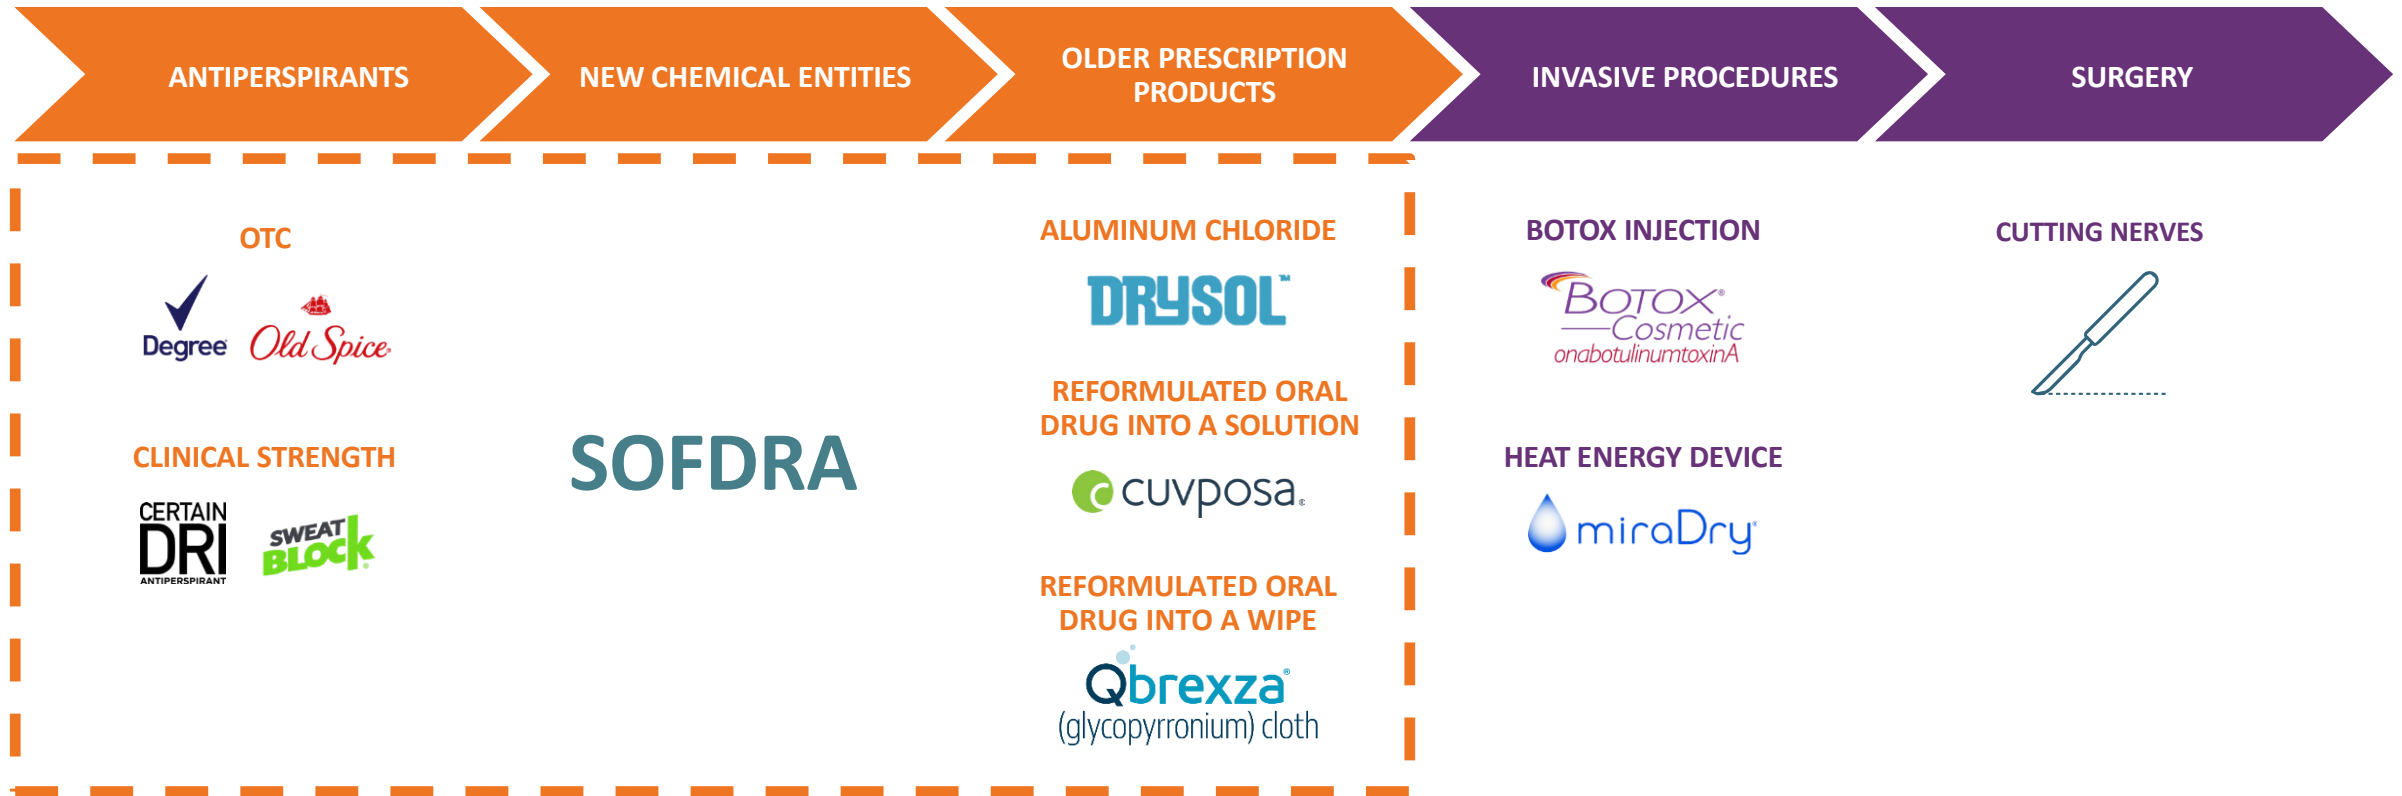 ANTIPERSPIRANTS
NEW CHEMICAL ENTITIES
OLDER PRESCRIPTION
PRODUCTS
INVASIVE PROCEDURES
SURGERY
OTC
Degree
Old Spice
CLINICAL STRENGTH
CERTAIN
DRI
ANTIPERSPIRANT
SWEAT
BLOCK®
SOFDRA
ALUMINUM CHLORIDE
DRYSOL™
REFORMULATED ORAL
DRUG INTO A SOLUTION
cuvposa®
REFORMULATED ORAL
DRUG INTO A WIPE
Qbrexza®
(glycopyrronium) cloth
BOTOX INJECTION
BOTOX®
Cosmetic
onabotulinumtoxinA
HEAT ENERGY DEVICE
miraDry®
CUTTING NERVES